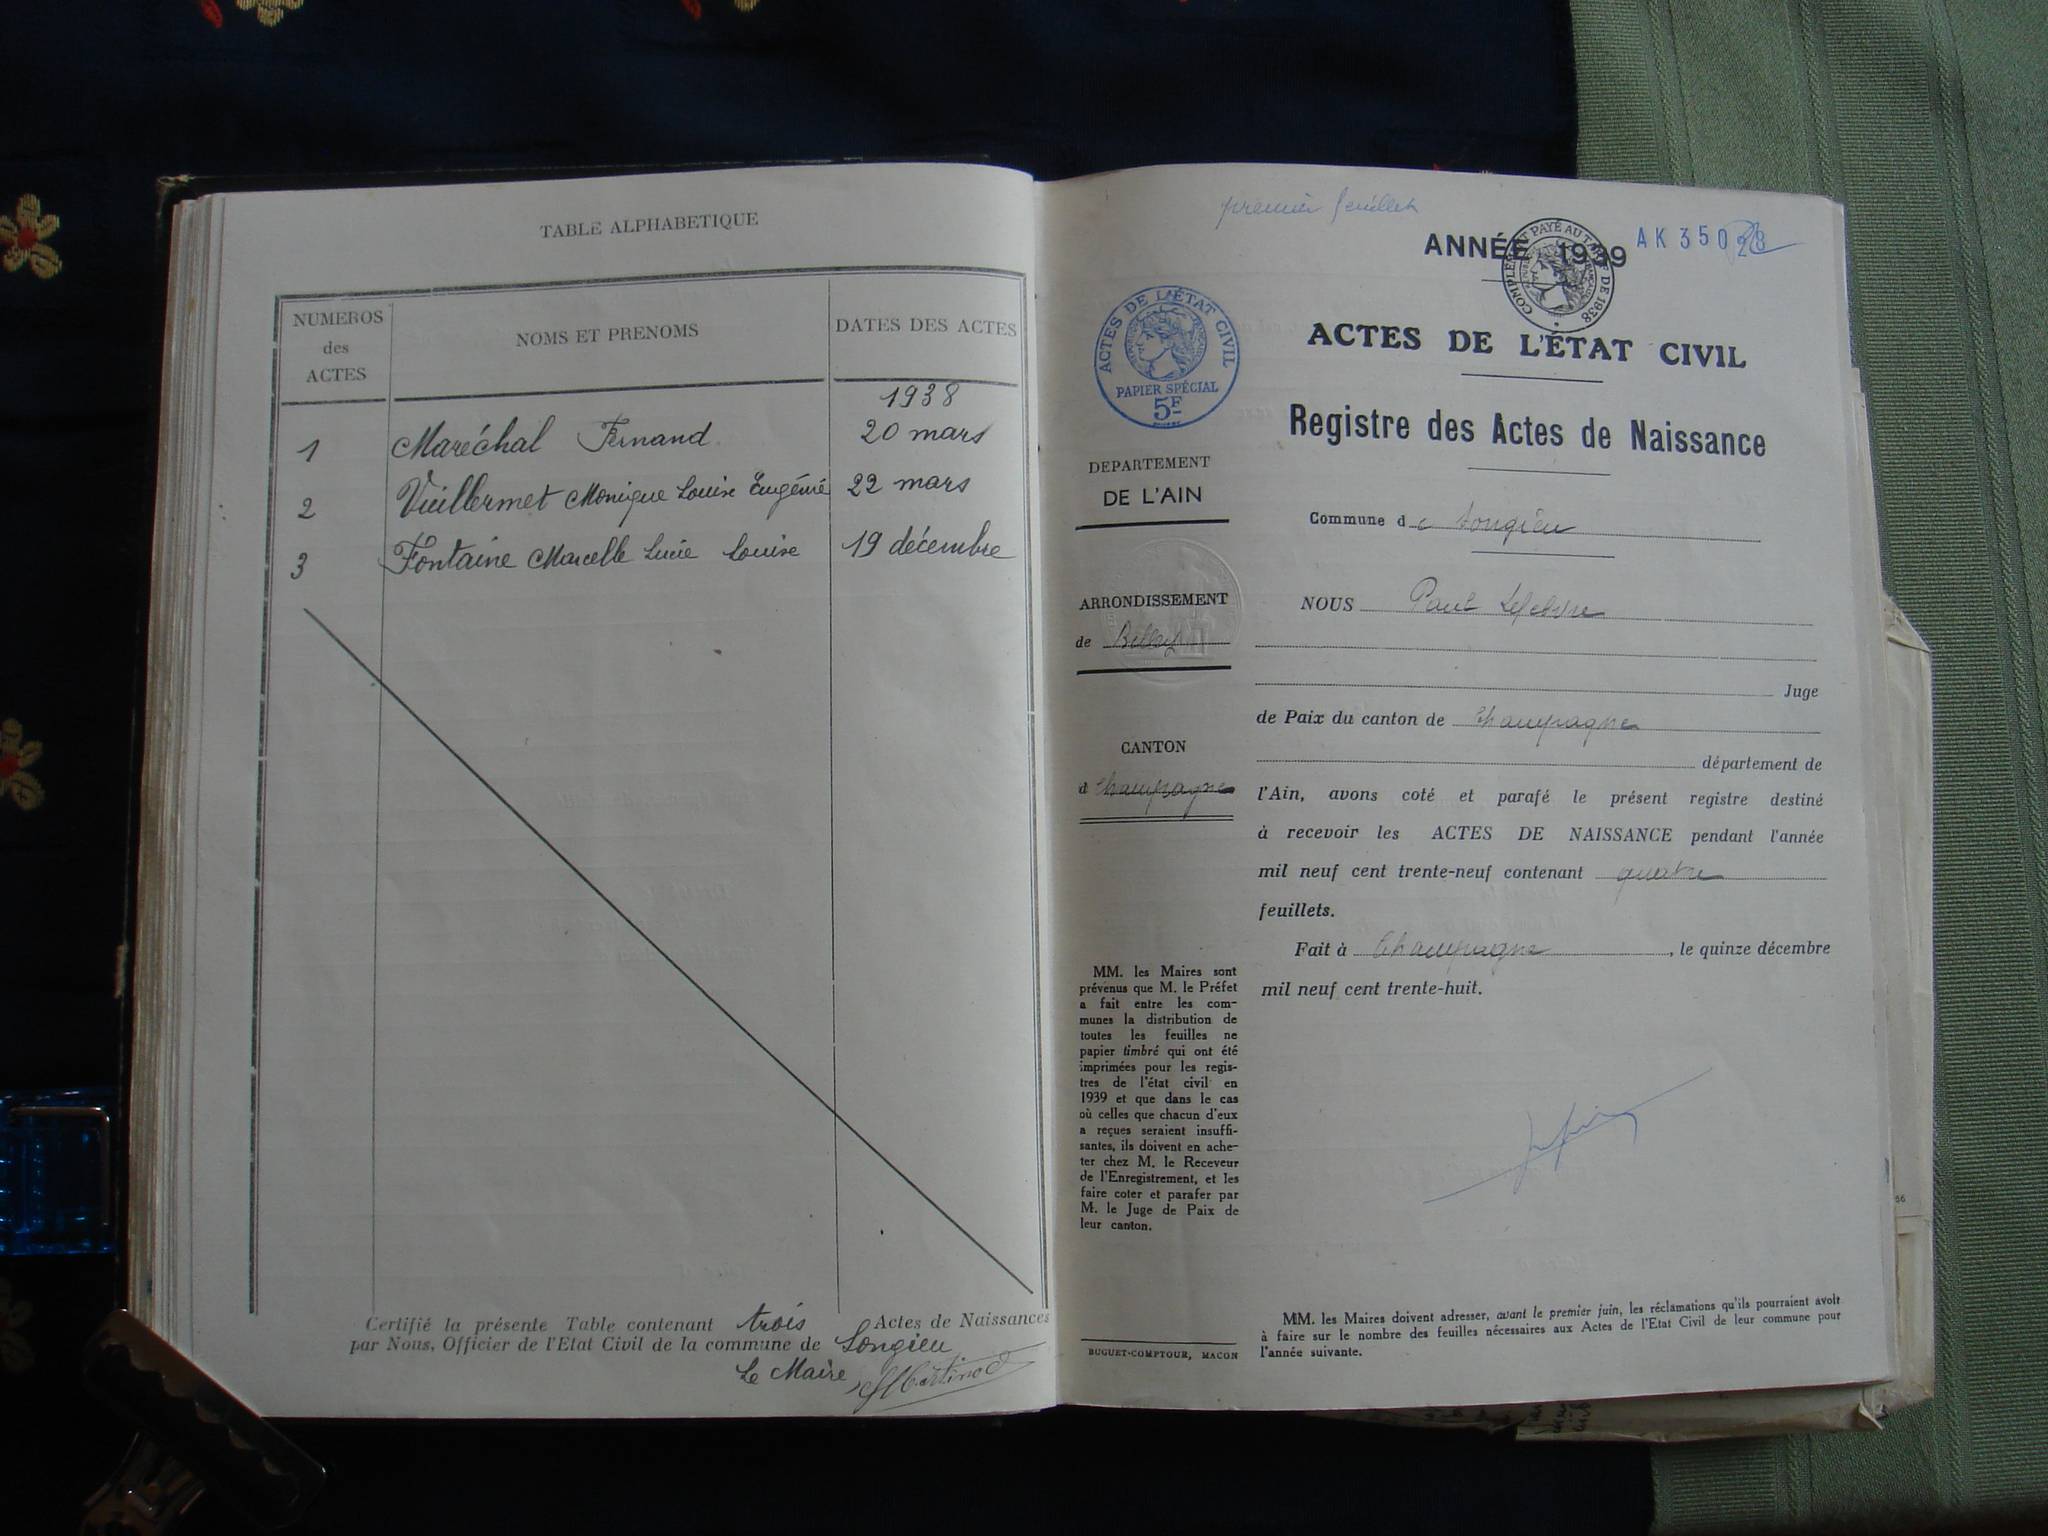 TABLE ALPHABETIQUE
NUMEROS
des
ACTES
NOMS ET PRENOMS
DATES DES ACTES
1938
1 Maréchal Fernand 20 mars
2 Vuillermet Monique Louise Eugénie 22 mars
3 Fontaine Marcelle Lucie Louise 19 décembre
Certifié la présente Table contenant trois Actes de Naissances
par Nous, Officier de l'Etat Civil de la commune de Songieu
Le Maire
premier feuillet
ANNÉE 1939
COMPLÉMENT PAYÉ AU TARIF DE 1938
AK 35028
ACTES DE L'ÉTAT CIVIL
PAPIER SPÉCIAL
5F
ACTES DE L'ÉTAT CIVIL
Registre des Actes de Naissance
DEPARTEMENT
DE L'AIN
ARRONDISSEMENT
de Belley
CANTON
d Champagne
MM. les Maires sont
prévenus que M. le Préfet
a fait entre les com-
munes la distribution de
toutes les feuilles ne
papier timbré qui ont été
imprimées pour les regis-
tres de l'état civil en
1939 et que dans le cas
où celles que chacun d'eux
a reçues seraient insuffi-
santes, ils doivent en ache-
ter chez M. le Receveur
de l'Enregistrement, et les
faire coter et parafer par
M. le Juge de Paix de
leur canton.
BUGUET-COMPTOUR, MACON
Commune de Songieu
NOUS Paul Lefebvre
Juge
de Paix du canton de Champagne
département de
l'Ain, avons coté et parafé le présent registre destiné
à recevoir les ACTES DE NAISSANCE pendant l'année
mil neuf cent trente-neuf contenant quatre
feuillets.
Fait à Champagne, le quinze décembre
mil neuf cent trente-huit.
MM. les Maires doivent adresser, avant le premier juin, les réclamations qu'ils pourraient avoit
à faire sur le nombre des feuilles nécessaires aux Actes de l'Etat Civil de leur commune pour
l'année suivante.